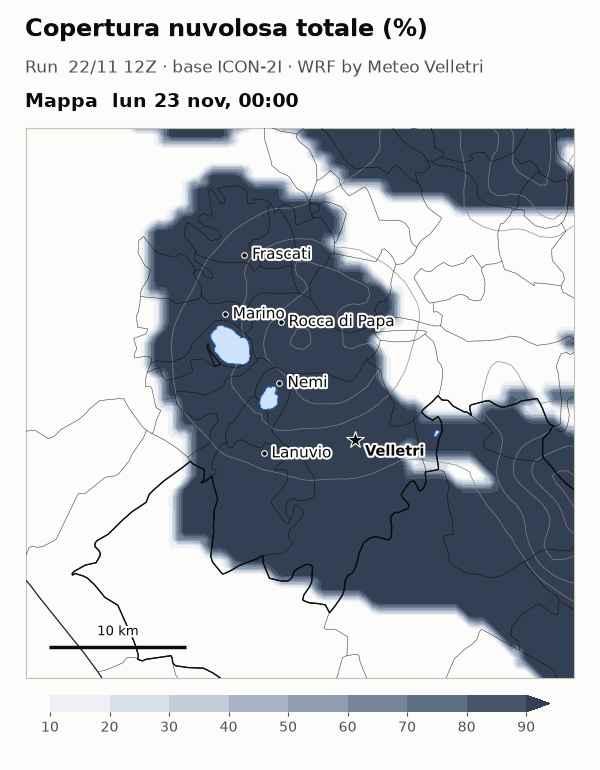 Copertura nuvolosa totale (%)
Run  22/11 12Z · base ICON-2I · WRF by Meteo Velletri
Mappa  lun 23 nov, 00:00
Frascati
Marino
Rocca di Papa
Nemi
Velletri
Lanuvio
10 km
10 20 30 40 50 60 70 80 90